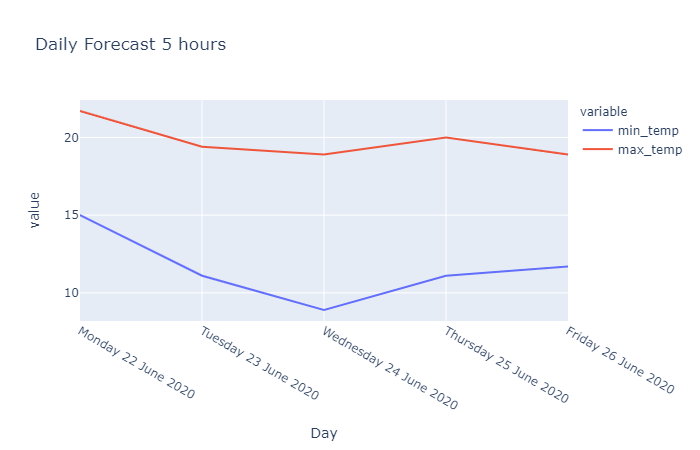 Daily Forecast 5 hours
variable
min_temp
max_temp
value
20
15
10
Monday 22 June 2020
Tuesday 23 June 2020
Wednesday 24 June 2020
Thursday 25 June 2020
Friday 26 June 2020
Day